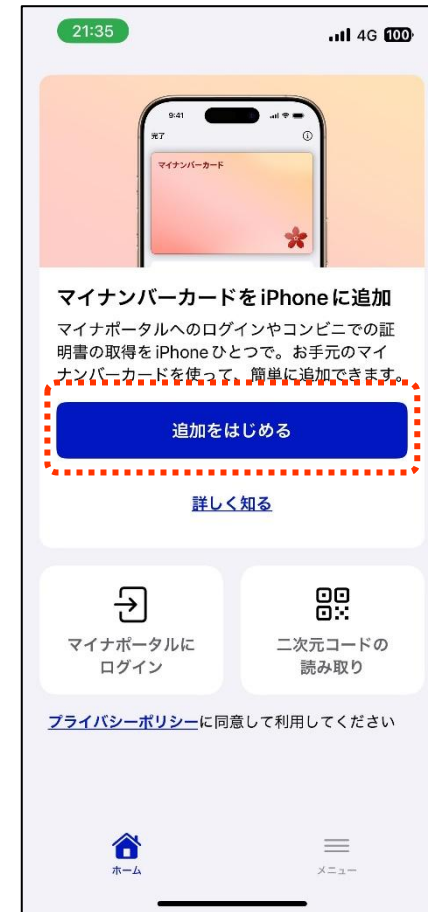 21:35
4G 100
9:41
完了
マイナンバーカード
マイナンバーカードをiPhoneに追加
マイナポータルへのログインやコンビニでの証
明書の取得をiPhoneひとつで。お手元のマイ
ナンバーカードを使って、簡単に追加できます。
追加をはじめる
詳しく知る
マイナポータルに
ログイン
二次元コードの
読み取り
プライバシーポリシーに同意して利用してください
ホーム
メニュー